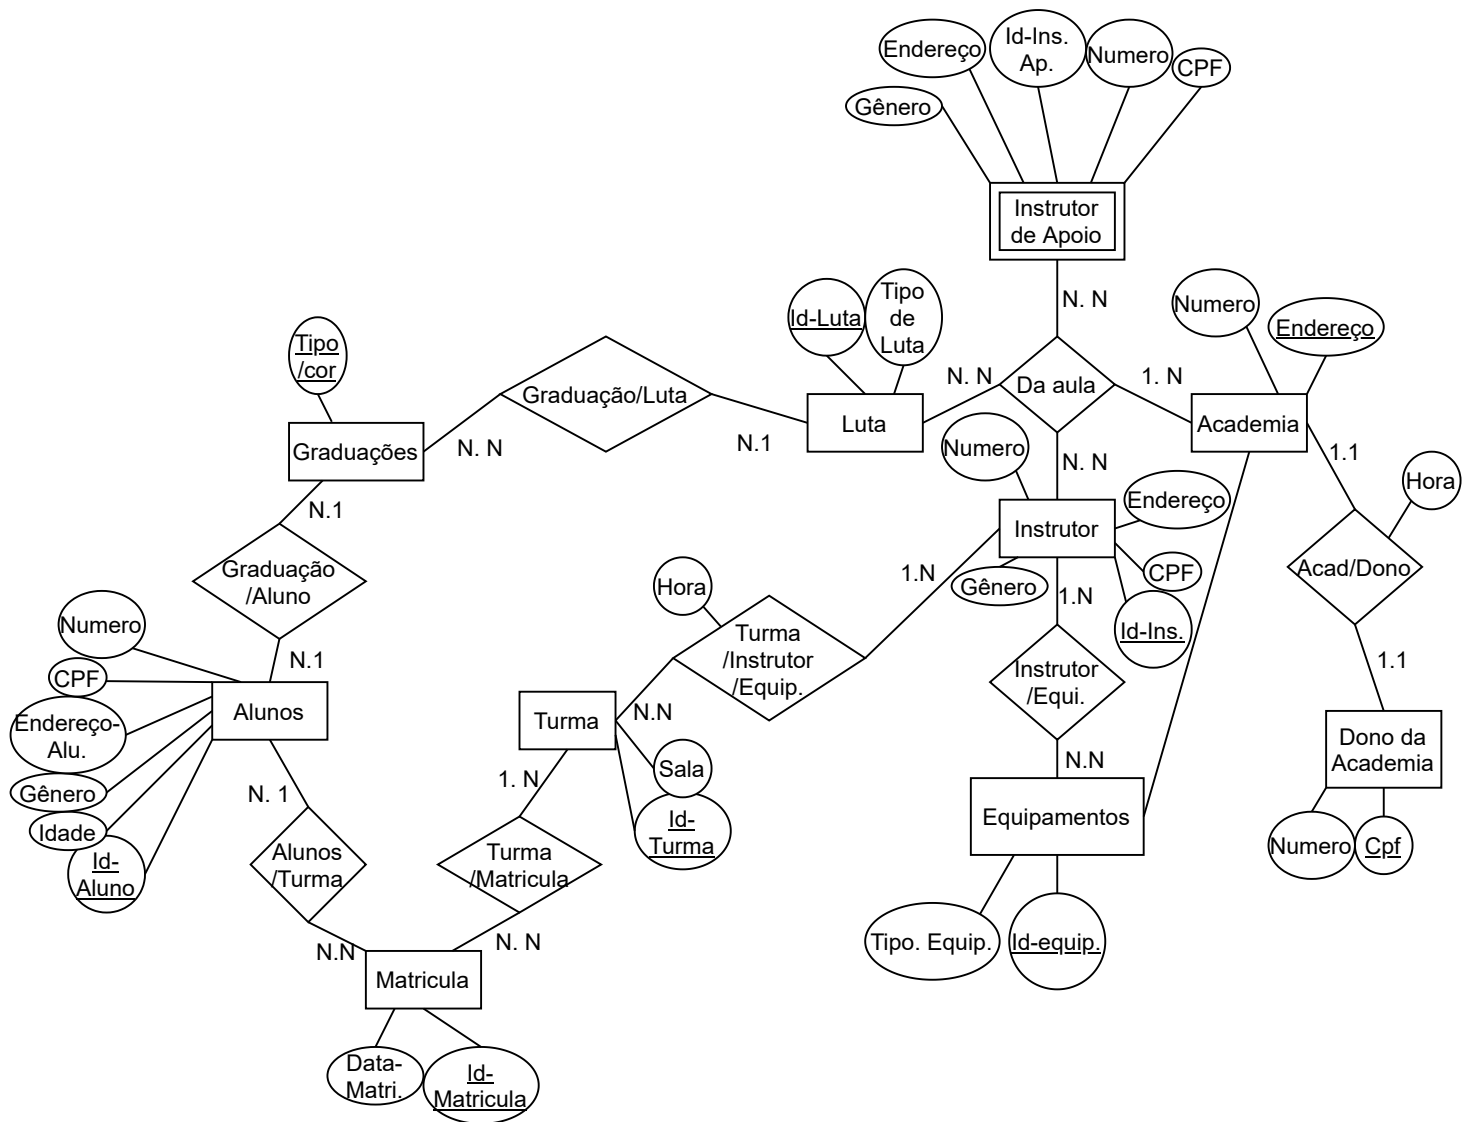 Endereço
Id-Ins.
Ap.
Numero
CPF
Gênero
Instrutor
de Apoio
N. N
Id-Luta
Tipo
de
Luta
Numero
Endereço
Tipo
/cor
Graduação/Luta
N. N
Da aula
1. N
Graduações
N. N
N.1
Luta
Academia
Numero
N. N
1.1
Hora
N.1
Endereço
Instrutor
Graduação
/Aluno
Hora
1.N
Gênero
CPF
1.N
Acad/Dono
Numero
Id-Ins.
N.1
Turma
/Instrutor
/Equip.
Instrutor
/Equi.
1.1
CPF
Alunos
Turma
N.N
Endereço-
Alu.
Dono da
Academia
Gênero
N. 1
1. N
Sala
N.N
Idade
Id-
Turma
Equipamentos
Id-
Aluno
Alunos
/Turma
Turma
/Matricula
Numero
Cpf
N.N
N. N
Tipo. Equip.
Id-equip.
Matricula
Data-
Matri.
Id-
Matricula